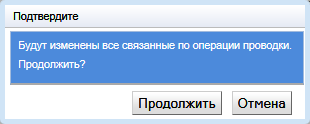 Подтвердите
Будут изменены все связанные по операции проводки.
Продолжить?
Продолжить Отмена